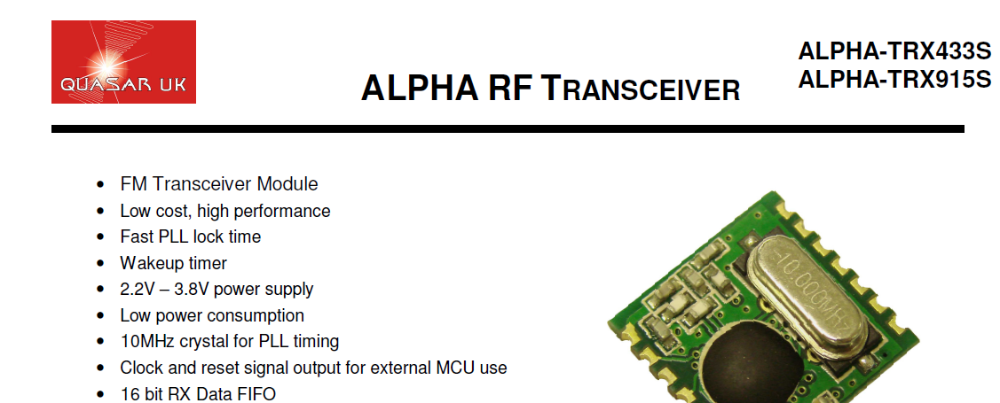 QUASAR UK
ALPHA RF TRANSCEIVER
ALPHA-TRX433S
ALPHA-TRX915S
• FM Transceiver Module
• Low cost, high performance
• Fast PLL lock time
• Wakeup timer
• 2.2V – 3.8V power supply
• Low power consumption
• 10MHz crystal for PLL timing
• Clock and reset signal output for external MCU use
• 16 bit RX Data FIFO
-10.000MHZ